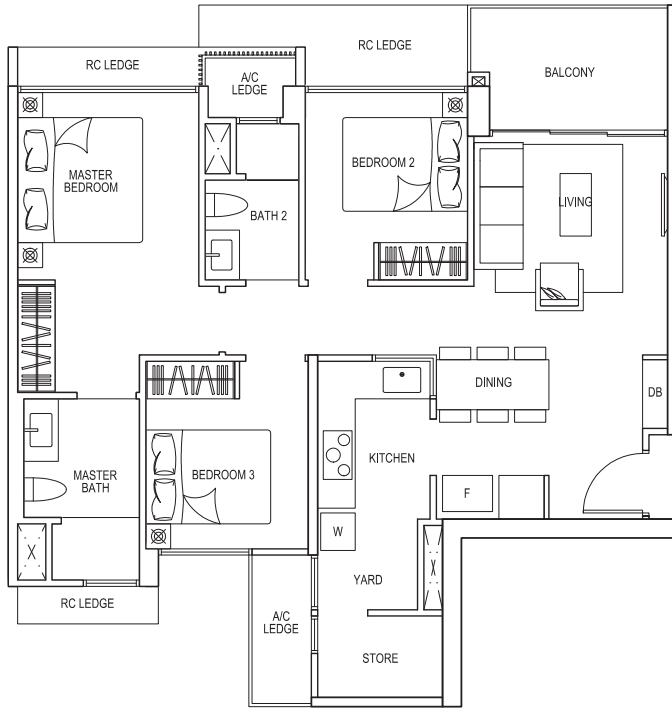 RC LEDGE
RC LEDGE
A/C
LEDGE
BALCONY
MASTER
BEDROOM
BEDROOM 2
LIVING
BATH 2
DINING
DB
KITCHEN
MASTER
BATH
BEDROOM 3
F
W
YARD
RC LEDGE
A/C
LEDGE
STORE